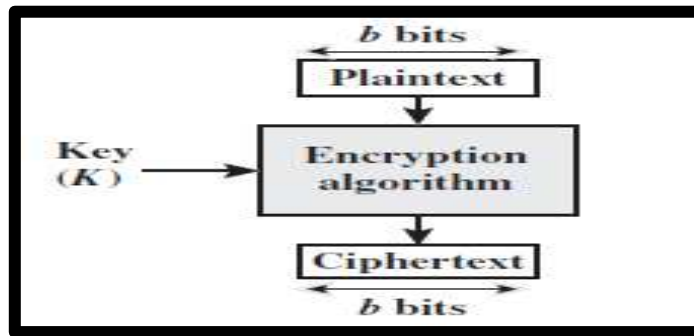 b bits
Plaintext
Key
(K)
Encryption
algorithm
Ciphertext
b bits